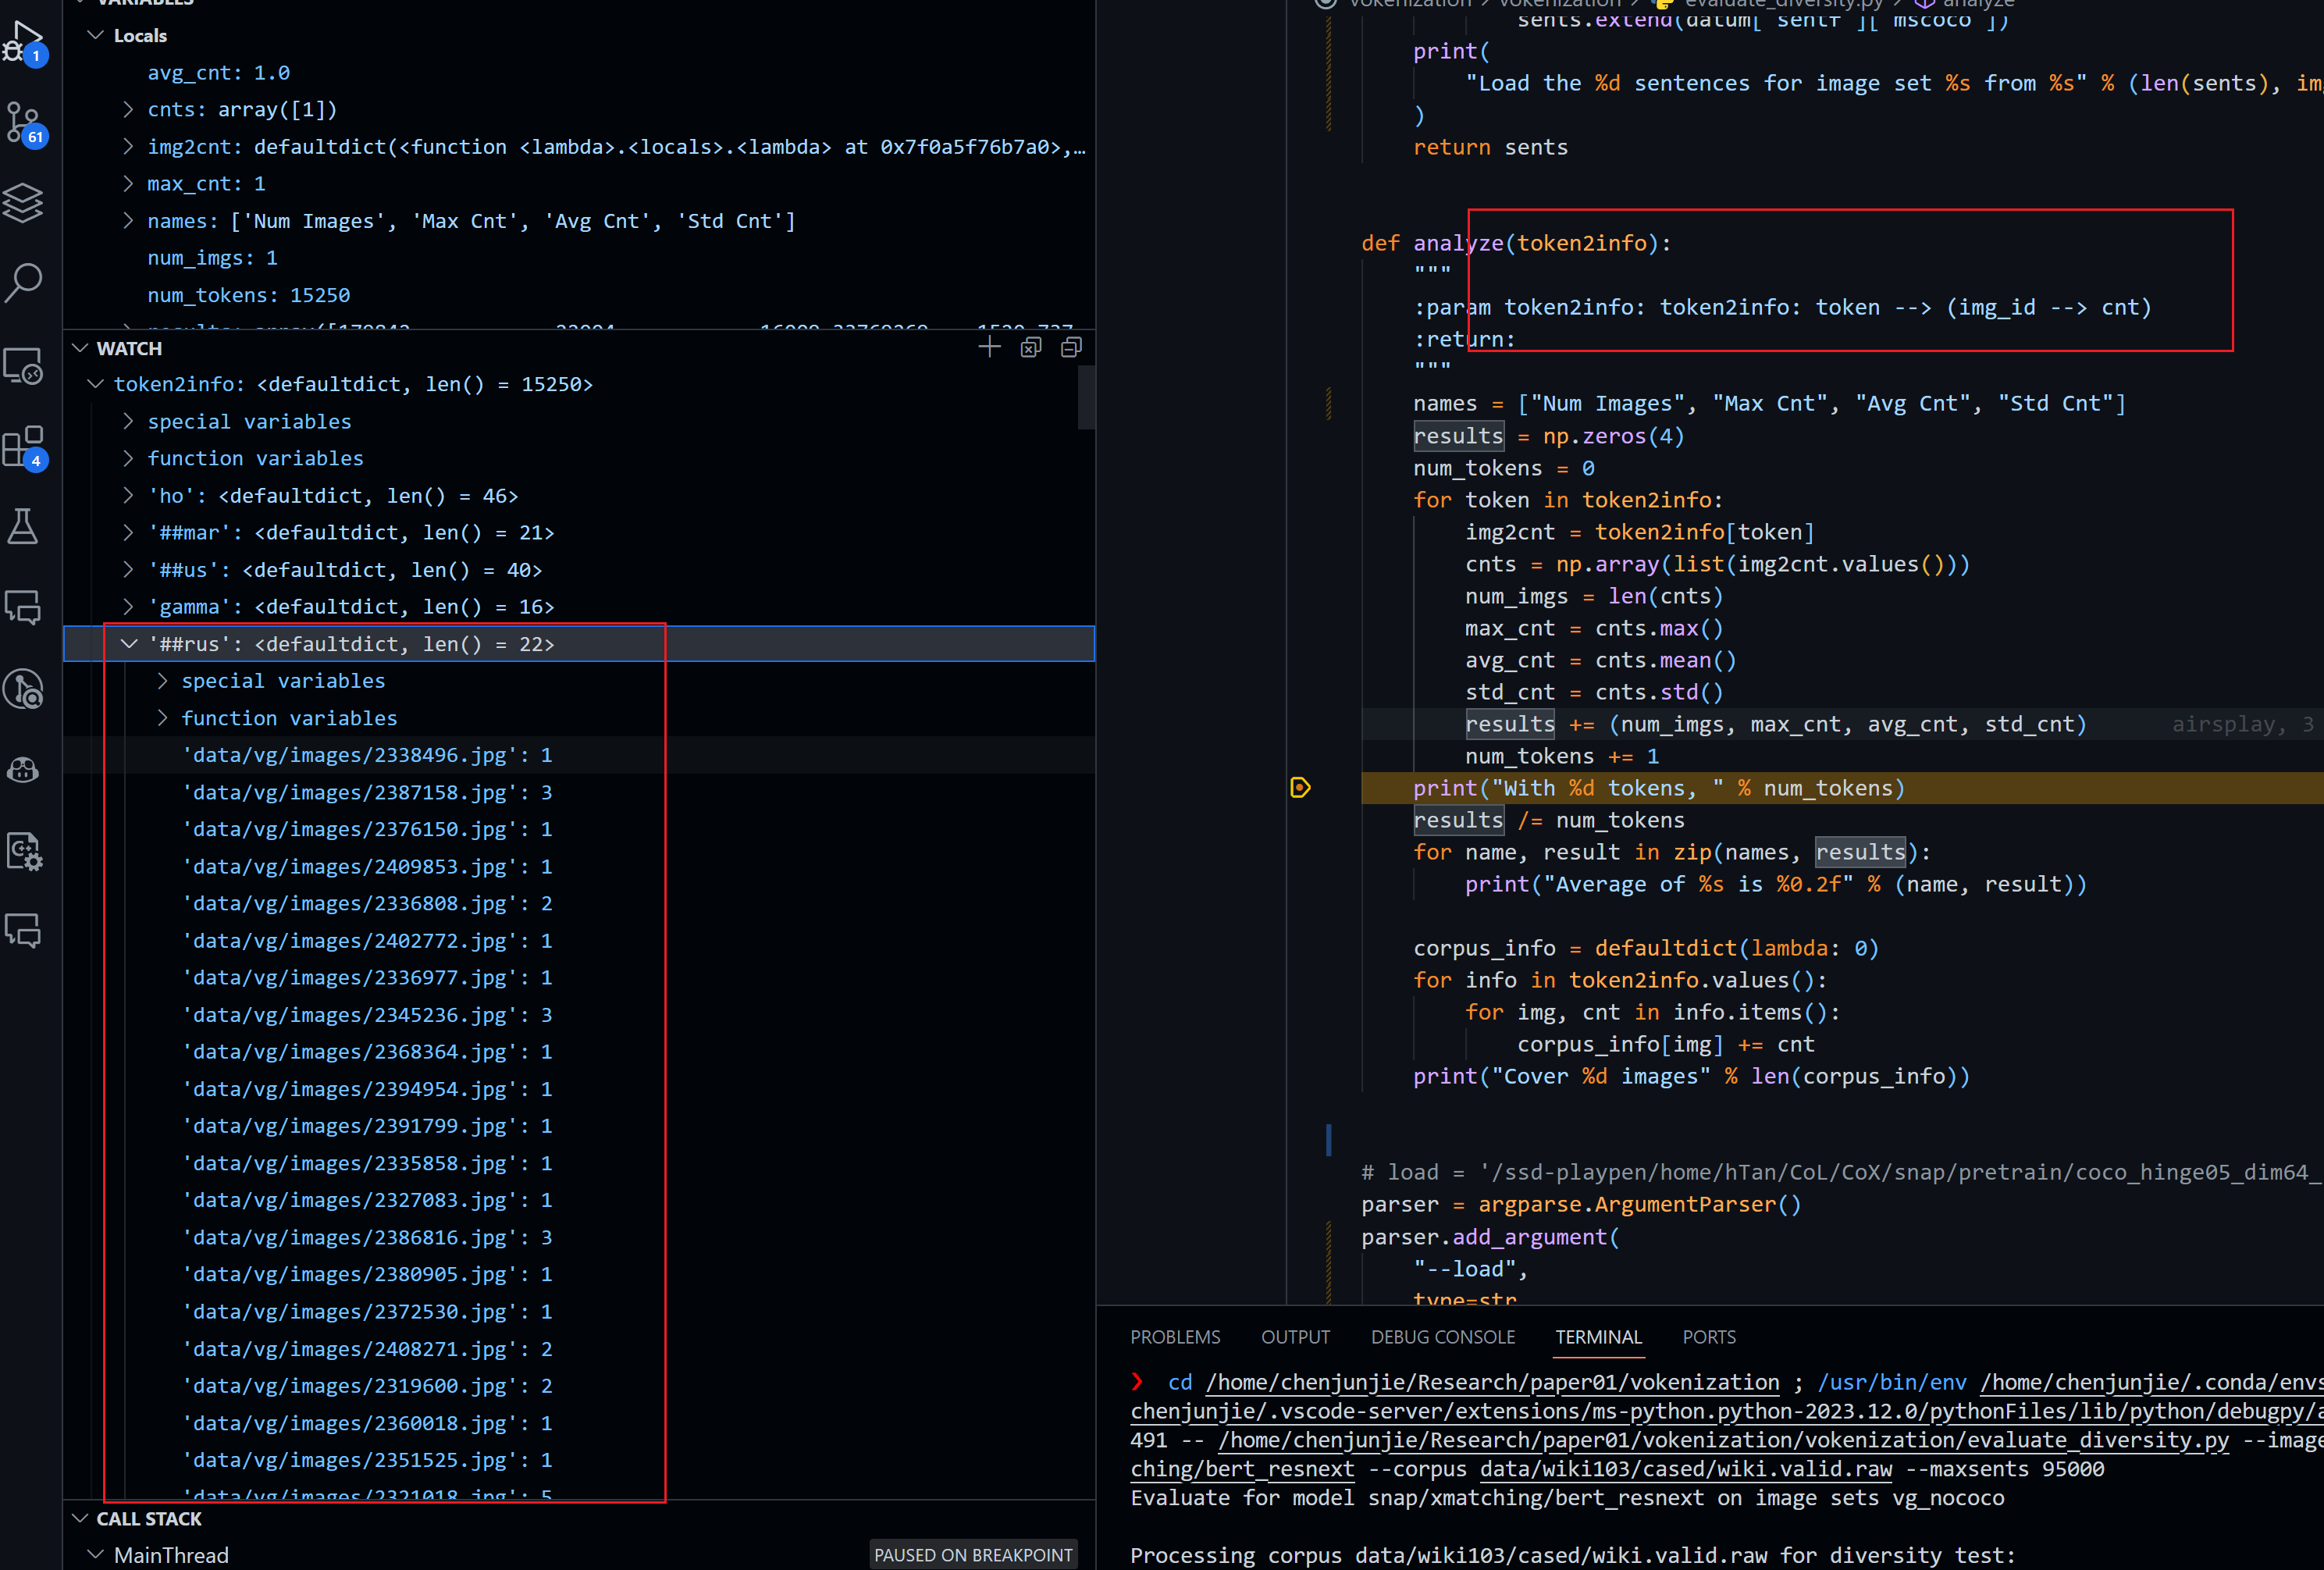 1
61
4
VARIABLES
Locals
avg_cnt: 1.0
cnts: array([1])
img2cnt: defaultdict(<function <lambda>.<locals>.<lambda> at 0x7f0a5f76b7a0>,…
max_cnt: 1
names: ['Num Images', 'Max Cnt', 'Avg Cnt', 'Std Cnt']
num_imgs: 1
num_tokens: 15250
WATCH
token2info: <defaultdict, len() = 15250>
special variables
function variables
'ho': <defaultdict, len() = 46>
'##mar': <defaultdict, len() = 21>
'##us': <defaultdict, len() = 40>
'gamma': <defaultdict, len() = 16>
'##rus': <defaultdict, len() = 22>
special variables
function variables
'data/vg/images/2338496.jpg': 1
'data/vg/images/2387158.jpg': 3
'data/vg/images/2376150.jpg': 1
'data/vg/images/2409853.jpg': 1
'data/vg/images/2336808.jpg': 2
'data/vg/images/2402772.jpg': 1
'data/vg/images/2336977.jpg': 1
'data/vg/images/2345236.jpg': 3
'data/vg/images/2368364.jpg': 1
'data/vg/images/2394954.jpg': 1
'data/vg/images/2391799.jpg': 1
'data/vg/images/2335858.jpg': 1
'data/vg/images/2327083.jpg': 1
'data/vg/images/2386816.jpg': 3
'data/vg/images/2380905.jpg': 1
'data/vg/images/2372530.jpg': 1
'data/vg/images/2408271.jpg': 2
'data/vg/images/2319600.jpg': 2
'data/vg/images/2360018.jpg': 1
'data/vg/images/2351525.jpg': 1
'data/vg/images/2321018.jpg': 5
CALL STACK
MainThread
PAUSED ON BREAKPOINT
vokenization > vokenization > evaluate_diversity.py > analyze
sents.extend(datum["sentf"]["mscoco"])
print(
"Load the %d sentences for image set %s from %s" % (len(sents), im
)
return sents
def analyze(token2info):
"""
:param token2info: token2info: token --> (img_id --> cnt)
:return:
"""
names = ["Num Images", "Max Cnt", "Avg Cnt", "Std Cnt"]
results = np.zeros(4)
num_tokens = 0
for token in token2info:
img2cnt = token2info[token]
cnts = np.array(list(img2cnt.values()))
num_imgs = len(cnts)
max_cnt = cnts.max()
avg_cnt = cnts.mean()
std_cnt = cnts.std()
results += (num_imgs, max_cnt, avg_cnt, std_cnt) airsplay, 3
num_tokens += 1
print("With %d tokens, " % num_tokens)
results /= num_tokens
for name, result in zip(names, results):
print("Average of %s is %0.2f" % (name, result))
corpus_info = defaultdict(lambda: 0)
for info in token2info.values():
for img, cnt in info.items():
corpus_info[img] += cnt
print("Cover %d images" % len(corpus_info))
# load = '/ssd-playpen/home/hTan/CoL/CoX/snap/pretrain/coco_hinge05_dim64_
parser = argparse.ArgumentParser()
parser.add_argument(
"--load",
type=str
PROBLEMS OUTPUT DEBUG CONSOLE TERMINAL PORTS
❯ cd /home/chenjunjie/Research/paper01/vokenization ; /usr/bin/env /home/chenjunjie/.conda/envs
chenjunjie/.vscode-server/extensions/ms-python.python-2023.12.0/pythonFiles/lib/python/debugpy/a
491 -- /home/chenjunjie/Research/paper01/vokenization/vokenization/evaluate_diversity.py --image
ching/bert_resnext --corpus data/wiki103/cased/wiki.valid.raw --maxsents 95000
Evaluate for model snap/xmatching/bert_resnext on image sets vg_nococo
Processing corpus data/wiki103/cased/wiki.valid.raw for diversity test: